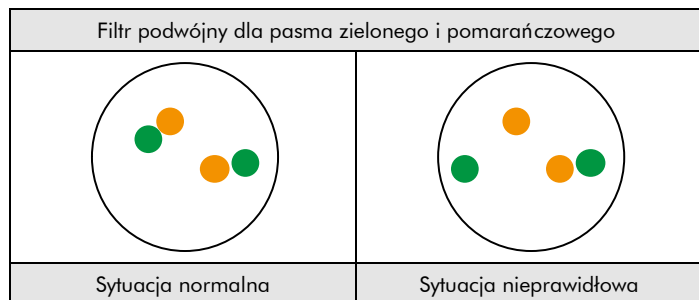 Filtr podwójny dla pasma zielonego i pomarańczowego
Sytuacja normalna
Sytuacja nieprawidłowa